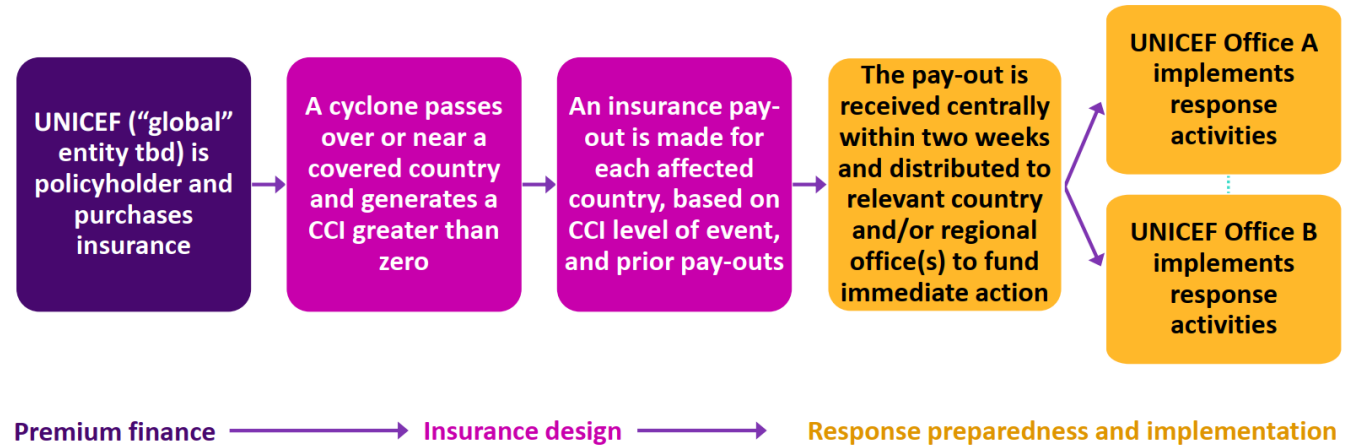 UNICEF (“global”
entity tbd) is
policyholder and
purchases
insurance
A cyclone passes
over or near a
covered country
and generates a
CCI greater than
zero
An insurance pay-
out is made for
each affected
country, based on
CCI level of event,
and prior pay-outs
The pay-out is
received centrally
within two weeks
and distributed to
relevant country
and/or regional
office(s) to fund
immediate action
UNICEF Office A
implements
response
activities
UNICEF Office B
implements
response
activities
Premium finance
Insurance design
Response preparedness and implementation